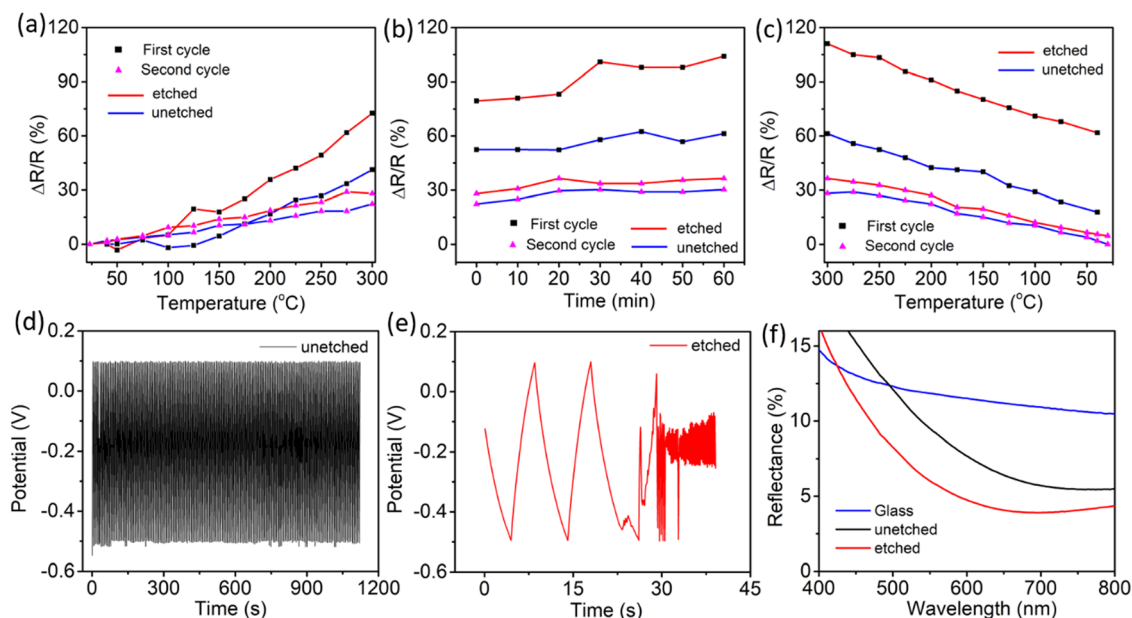 (a)
120
90
60
30
0
ΔR/R (%)
First cycle
Second cycle
etched
unetched
50 100 150 200 250 300
Temperature (°C)
(b)
120
90
60
30
0
ΔR/R (%)
First cycle
Second cycle
etched
unetched
0 10 20 30 40 50 60
Time (min)
(c)
120
90
60
30
0
ΔR/R (%)
etched
unetched
First cycle
Second cycle
300 250 200 150 100 50
Temperature (°C)
(d)
0.2
0.0
-0.2
-0.4
-0.6
Potential (V)
unetched
0 240 480 720 960 1200
Time (s)
(e)
0.2
0.0
-0.2
-0.4
-0.6
Potential (V)
etched
0 15 30 45
Time (s)
(f)
15
10
5
0
Reflectance (%)
Glass
unetched
etched
400 500 600 700 800
Wavelength (nm)